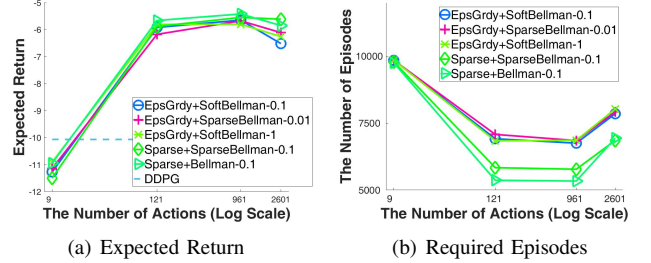 Expected Return
-5
-6
-7
-8
-9
-10
-11
-12
EpsGrdy+SoftBellman-0.1
EpsGrdy+SparseBellman-0.01
EpsGrdy+SoftBellman-1
Sparse+SparseBellman-0.1
Sparse+Bellman-0.1
DDPG
9
121
961
2601
The Number of Actions (Log Scale)
(a) Expected Return
The Number of Episodes
10000
7500
5000
EpsGrdy+SoftBellman-0.1
EpsGrdy+SparseBellman-0.01
EpsGrdy+SoftBellman-1
Sparse+SparseBellman-0.1
Sparse+Bellman-0.1
9
121
961
2601
The Number of Actions (Log Scale)
(b) Required Episodes